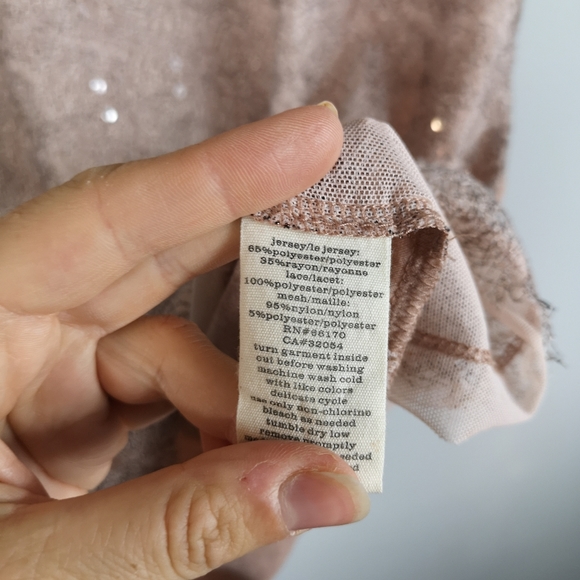 jersey/le jersey:
65%polyester/polyester
35%rayon/rayonne
lace/lacet:
100%polyester/polyester
mesh/maille:
95%nylon/nylon
5%polyester/polyester
RN#66170
CA#32054
turn garment inside
out before washing
machine wash cold
with like colors
delicate cycle
use only non-chlorine
bleach as needed
tumble dry low
remove promptly